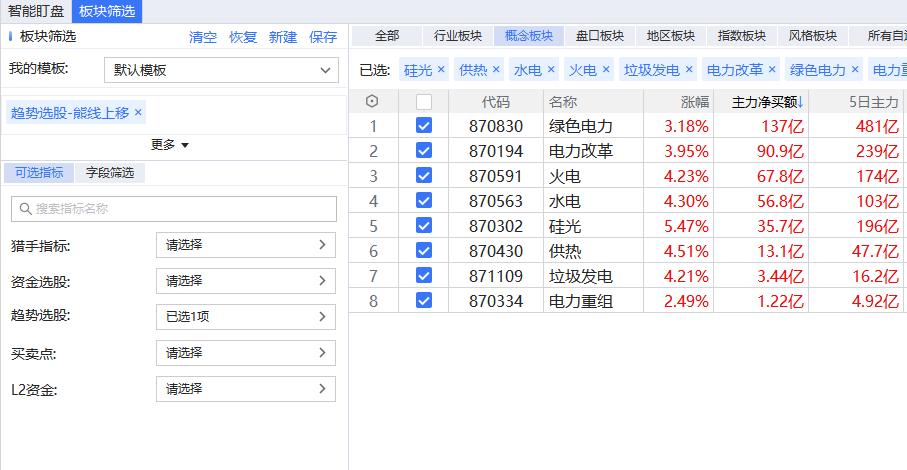 智能盯盘 板块筛选
板块筛选 清空 恢复 新建 保存
我的模板: 默认模板
趋势选股-能线上移 ×
更多
可选指标 字段筛选
搜索指标名称
猎手指标: 请选择
资金选股: 请选择
趋势选股: 已选1项
买卖点: 请选择
L2资金: 请选择
全部 行业板块 概念板块 盘口板块 地区板块 指数板块 风格板块 所有自
已选: 硅光 × 供热 × 水电 × 火电 × 垃圾发电 × 电力改革 × 绿色电力 × 电力
代码 名称 涨幅 主力净买额↓ 5日主力
1 870830 绿色电力 3.18% 137亿 481亿
2 870194 电力改革 3.95% 90.9亿 239亿
3 870591 火电 4.23% 67.8亿 174亿
4 870563 水电 4.30% 56.8亿 103亿
5 870302 硅光 5.47% 35.7亿 196亿
6 870430 供热 4.51% 13.1亿 47.7亿
7 871109 垃圾发电 4.21% 3.44亿 16.2亿
8 870334 电力重组 2.49% 1.22亿 4.92亿